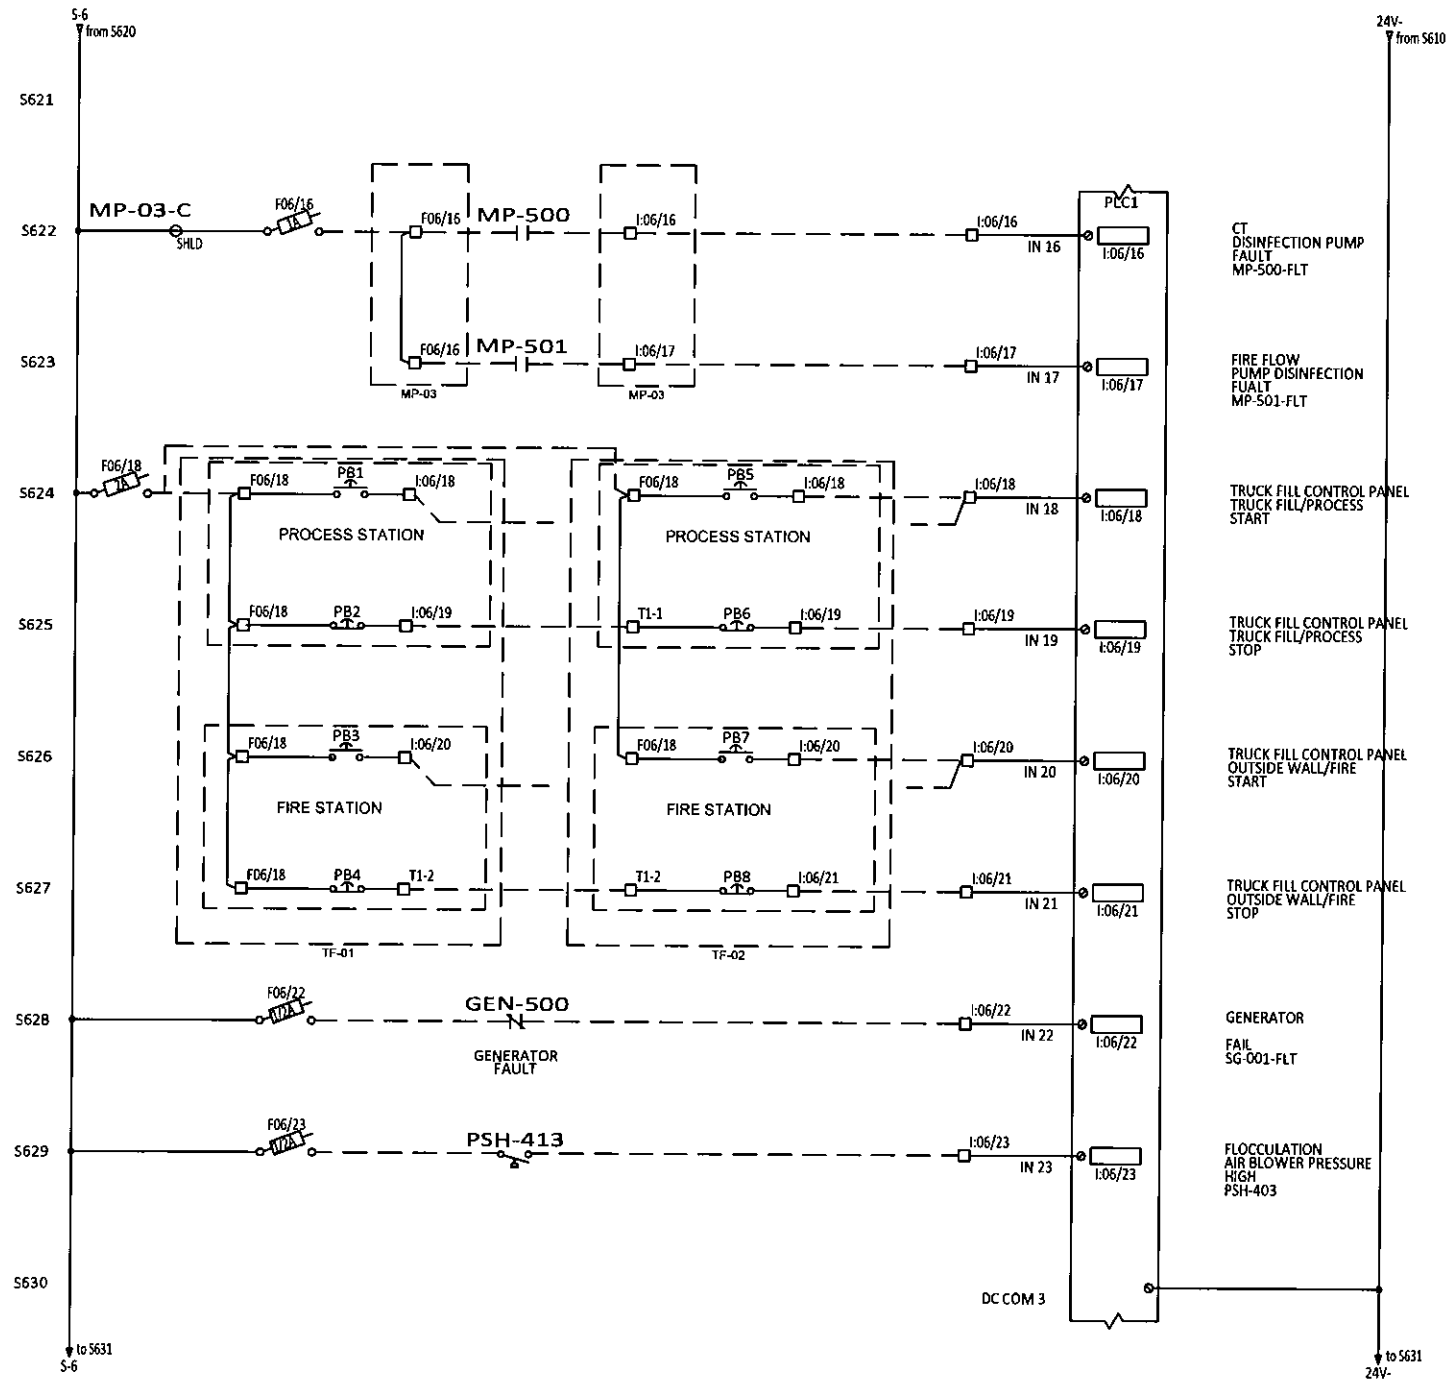 S-6
from S620
24V-
from S610
S621
MP-03-C
SHLD
F06/16
1A
F06/16
MP-500
I:06/16
I:06/16
IN 16
PLC1
I:06/16
S622
CT
DISINFECTION PUMP
FAULT
MP-500-FLT
S623
F06/16
MP-501
I:06/17
I:06/17
IN 17
I:06/17
FIRE FLOW
PUMP DISINFECTION
FUALT
MP-501-FLT
MP-03
MP-03
S624
F06/18
2A
F06/18
PB1
I:06/18
F06/18
PB5
I:06/18
I:06/18
IN 18
I:06/18
TRUCK FILL CONTROL PANEL
TRUCK FILL/PROCESS
START
PROCESS STATION
PROCESS STATION
S625
F06/18
PB2
I:06/19
T1-1
PB6
I:06/19
I:06/19
IN 19
I:06/19
TRUCK FILL CONTROL PANEL
TRUCK FILL/PROCESS
STOP
S626
F06/18
PB3
I:06/20
F06/18
PB7
I:06/20
I:06/20
IN 20
I:06/20
TRUCK FILL CONTROL PANEL
OUTSIDE WALL/FIRE
START
FIRE STATION
FIRE STATION
S627
F06/18
PB4
T1-2
T1-2
PB8
I:06/21
I:06/21
IN 21
I:06/21
TRUCK FILL CONTROL PANEL
OUTSIDE WALL/FIRE
STOP
TF-01
TF-02
S628
F06/22
1/2A
GEN-500
GENERATOR
FAULT
I:06/22
IN 22
I:06/22
GENERATOR
FAIL
SG-001-FLT
S629
F06/23
1/2A
PSH-413
I:06/23
IN 23
I:06/23
FLOCCULATION
AIR BLOWER PRESSURE
HIGH
PSH-403
S630
DC COM 3
to S631
S-6
to S631
24V-